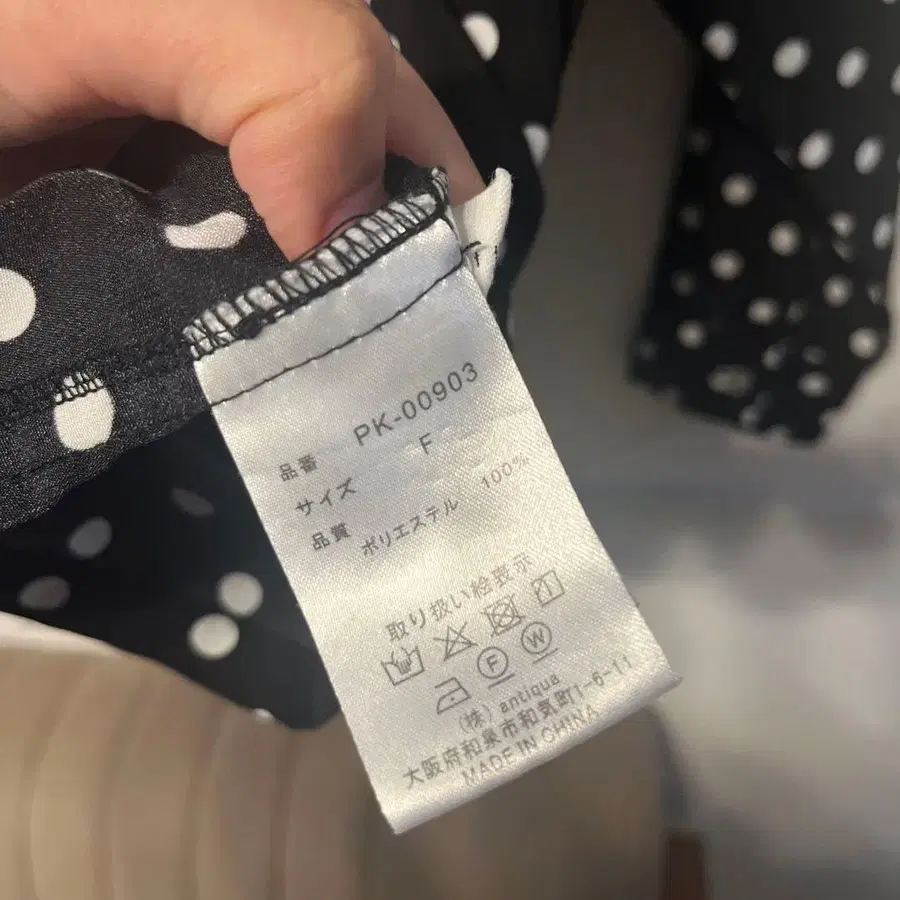 品番 PK-00903
サイズ F
品質 ポリエステル 100%
取り扱い絵表示
F W
(株) antiqua
大阪府和泉市和気町1-6-11
MADE IN CHINA